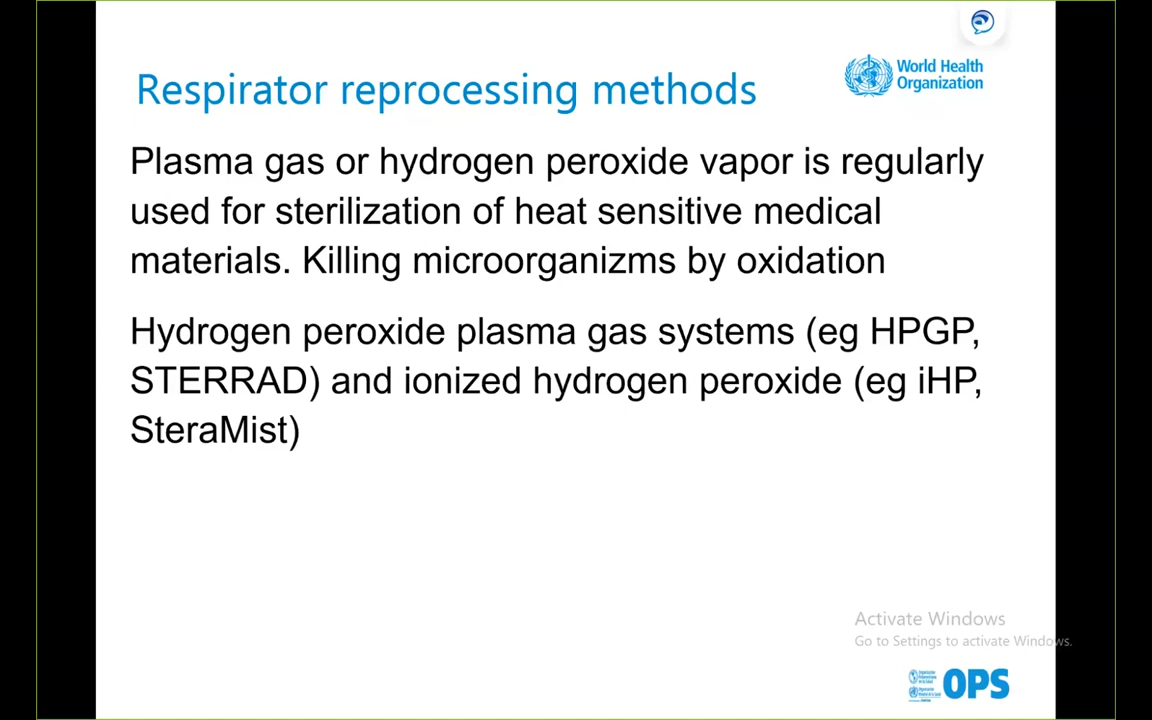 Respirator reprocessing methods
World Health
Organization
Plasma gas or hydrogen peroxide vapor is regularly
used for sterilization of heat sensitive medical
materials. Killing microorganizms by oxidation
Hydrogen peroxide plasma gas systems (eg HPGP,
STERRAD) and ionized hydrogen peroxide (eg iHP,
SteraMist)
Activate Windows
Go to Settings to activate Windows.
OPS